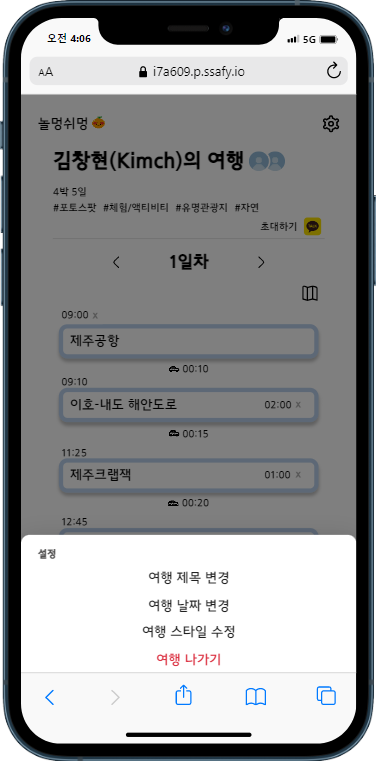 오전 4:06
5G
AA
i7a609.p.ssafy.io
놀멍쉬멍
김창현(Kimch)의 여행
4박 5일
#포토스팟 #체험/액티비티 #유명관광지 #자연
초대하기 TALK
1일차
09:00 x
제주공항
00:10
09:10
이호-내도 해안도로 02:00 x
00:15
11:25
제주크랩잭 01:00 x
00:20
12:45
설정
여행 제목 변경
여행 날짜 변경
여행 스타일 수정
여행 나가기